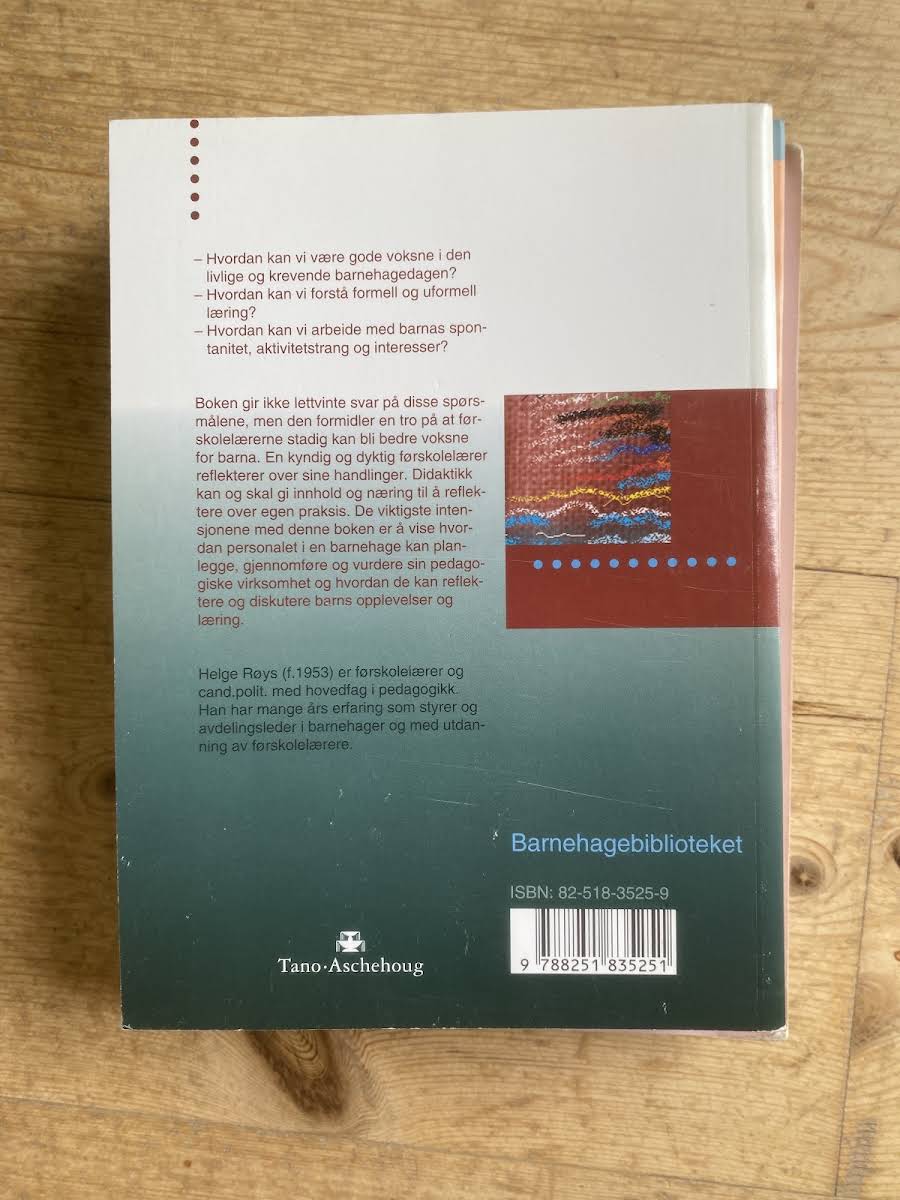 – Hvordan kan vi være gode voksne i den
livlige og krevende barnehagedagen?
– Hvordan kan vi forstå formell og uformell
læring?
– Hvordan kan vi arbeide med barnas spon-
tanitet, aktivitetstrang og interesser?
Boken gir ikke lettvinte svar på disse spørs-
målene, men den formidler en tro på at før-
skolelærerne stadig kan bli bedre voksne
for barna. En kyndig og dyktig førskolelærer
reflekterer over sine handlinger. Didaktikk
kan og skal gi innhold og næring til å reflek-
tere over egen praksis. De viktigste inten-
sjonene med denne boken er å vise hvor-
dan personalet i en barnehage kan plan-
legge, gjennomføre og vurdere sin pedago-
giske virksomhet og hvordan de kan reflek-
tere og diskutere barns opplevelser og
læring.
Helge Røys (f.1953) er førskolelærer og
cand.polit. med hovedfag i pedagogikk.
Han har mange års erfaring som styrer og
avdelingsleder i barnehager og med utdan-
ning av førskolelærere.
Barnehagebiblioteket
ISBN: 82-518-3525-9
9 788251 835251
Tano·Aschehoug